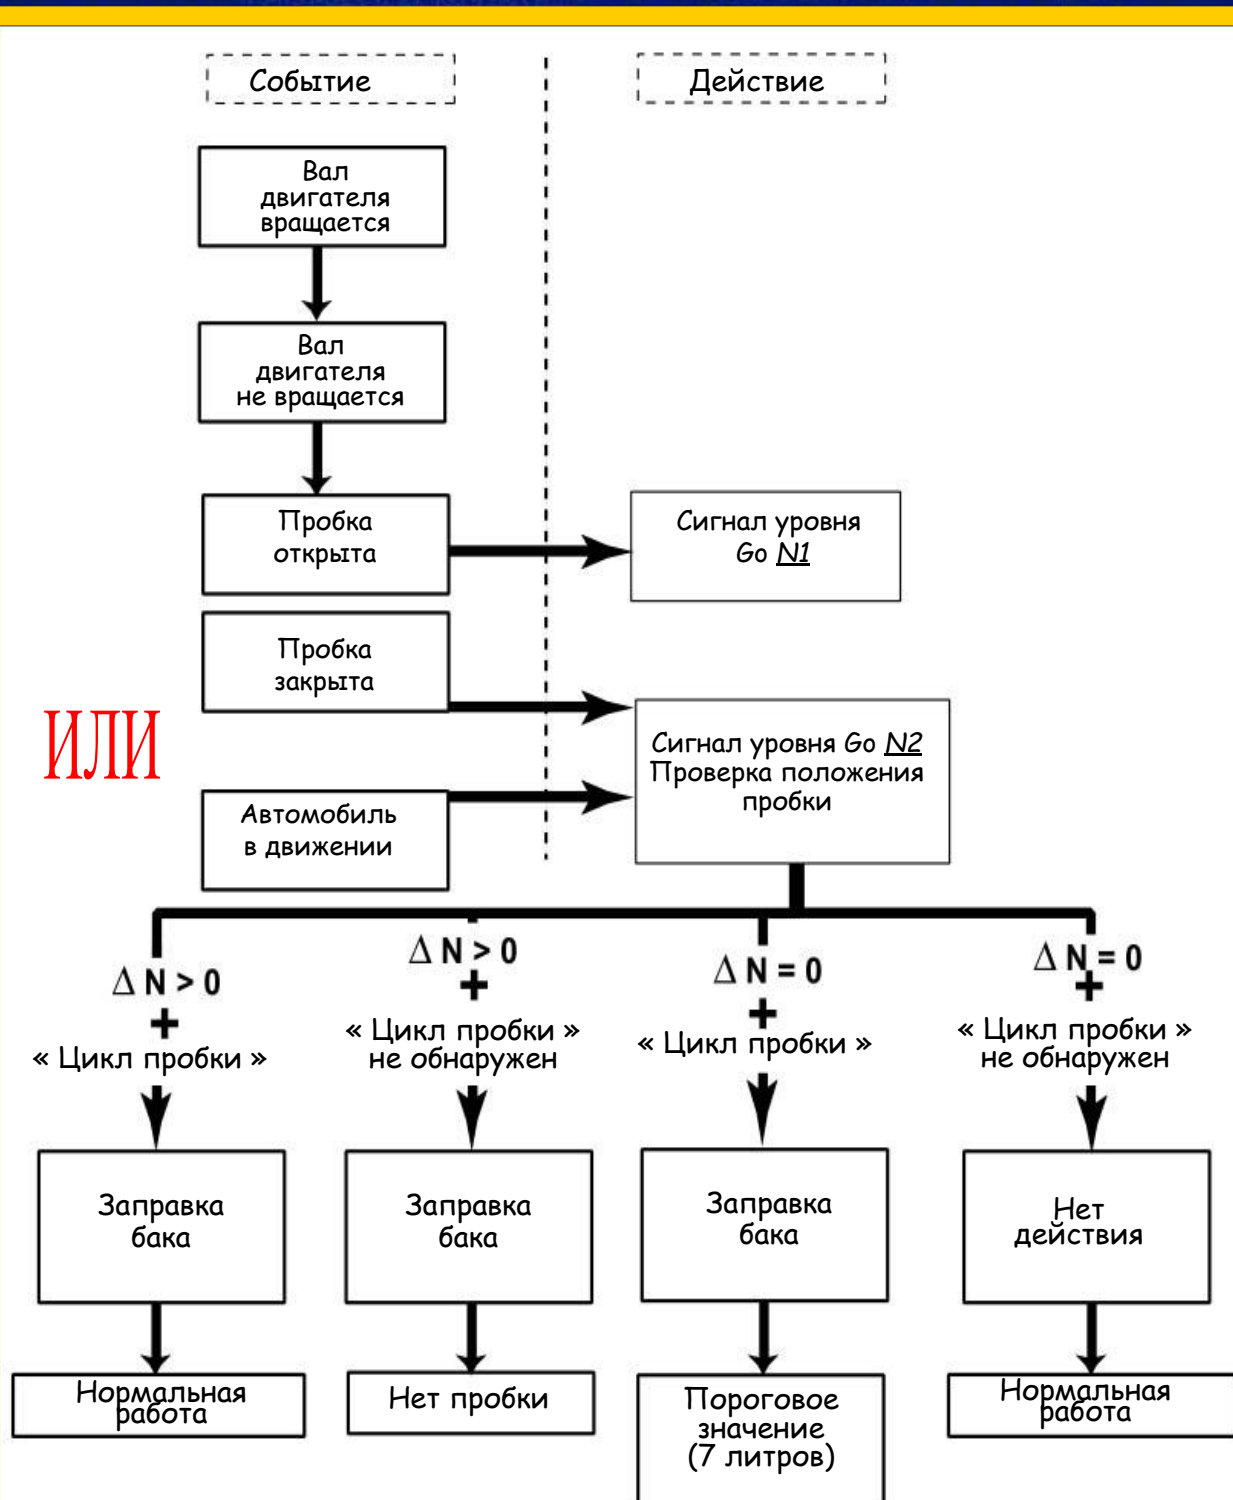 Событие
Действие
Вал
двигателя
вращается
Вал
двигателя
не вращается
Пробка
открыта
Сигнал уровня
Go N1
Пробка
закрыта
ИЛИ
Сигнал уровня Go N2
Проверка положения
пробки
Автомобиль
в движении
Δ N > 0
+
« Цикл пробки »
Δ N > 0
+
« Цикл пробки »
не обнаружен
Δ N = 0
+
« Цикл пробки »
Δ N = 0
+
« Цикл пробки »
не обнаружен
Заправка
бака
Заправка
бака
Заправка
бака
Нет
действия
Нормальная
работа
Нет пробки
Пороговое
значение
(7 литров)
Нормальная
работа